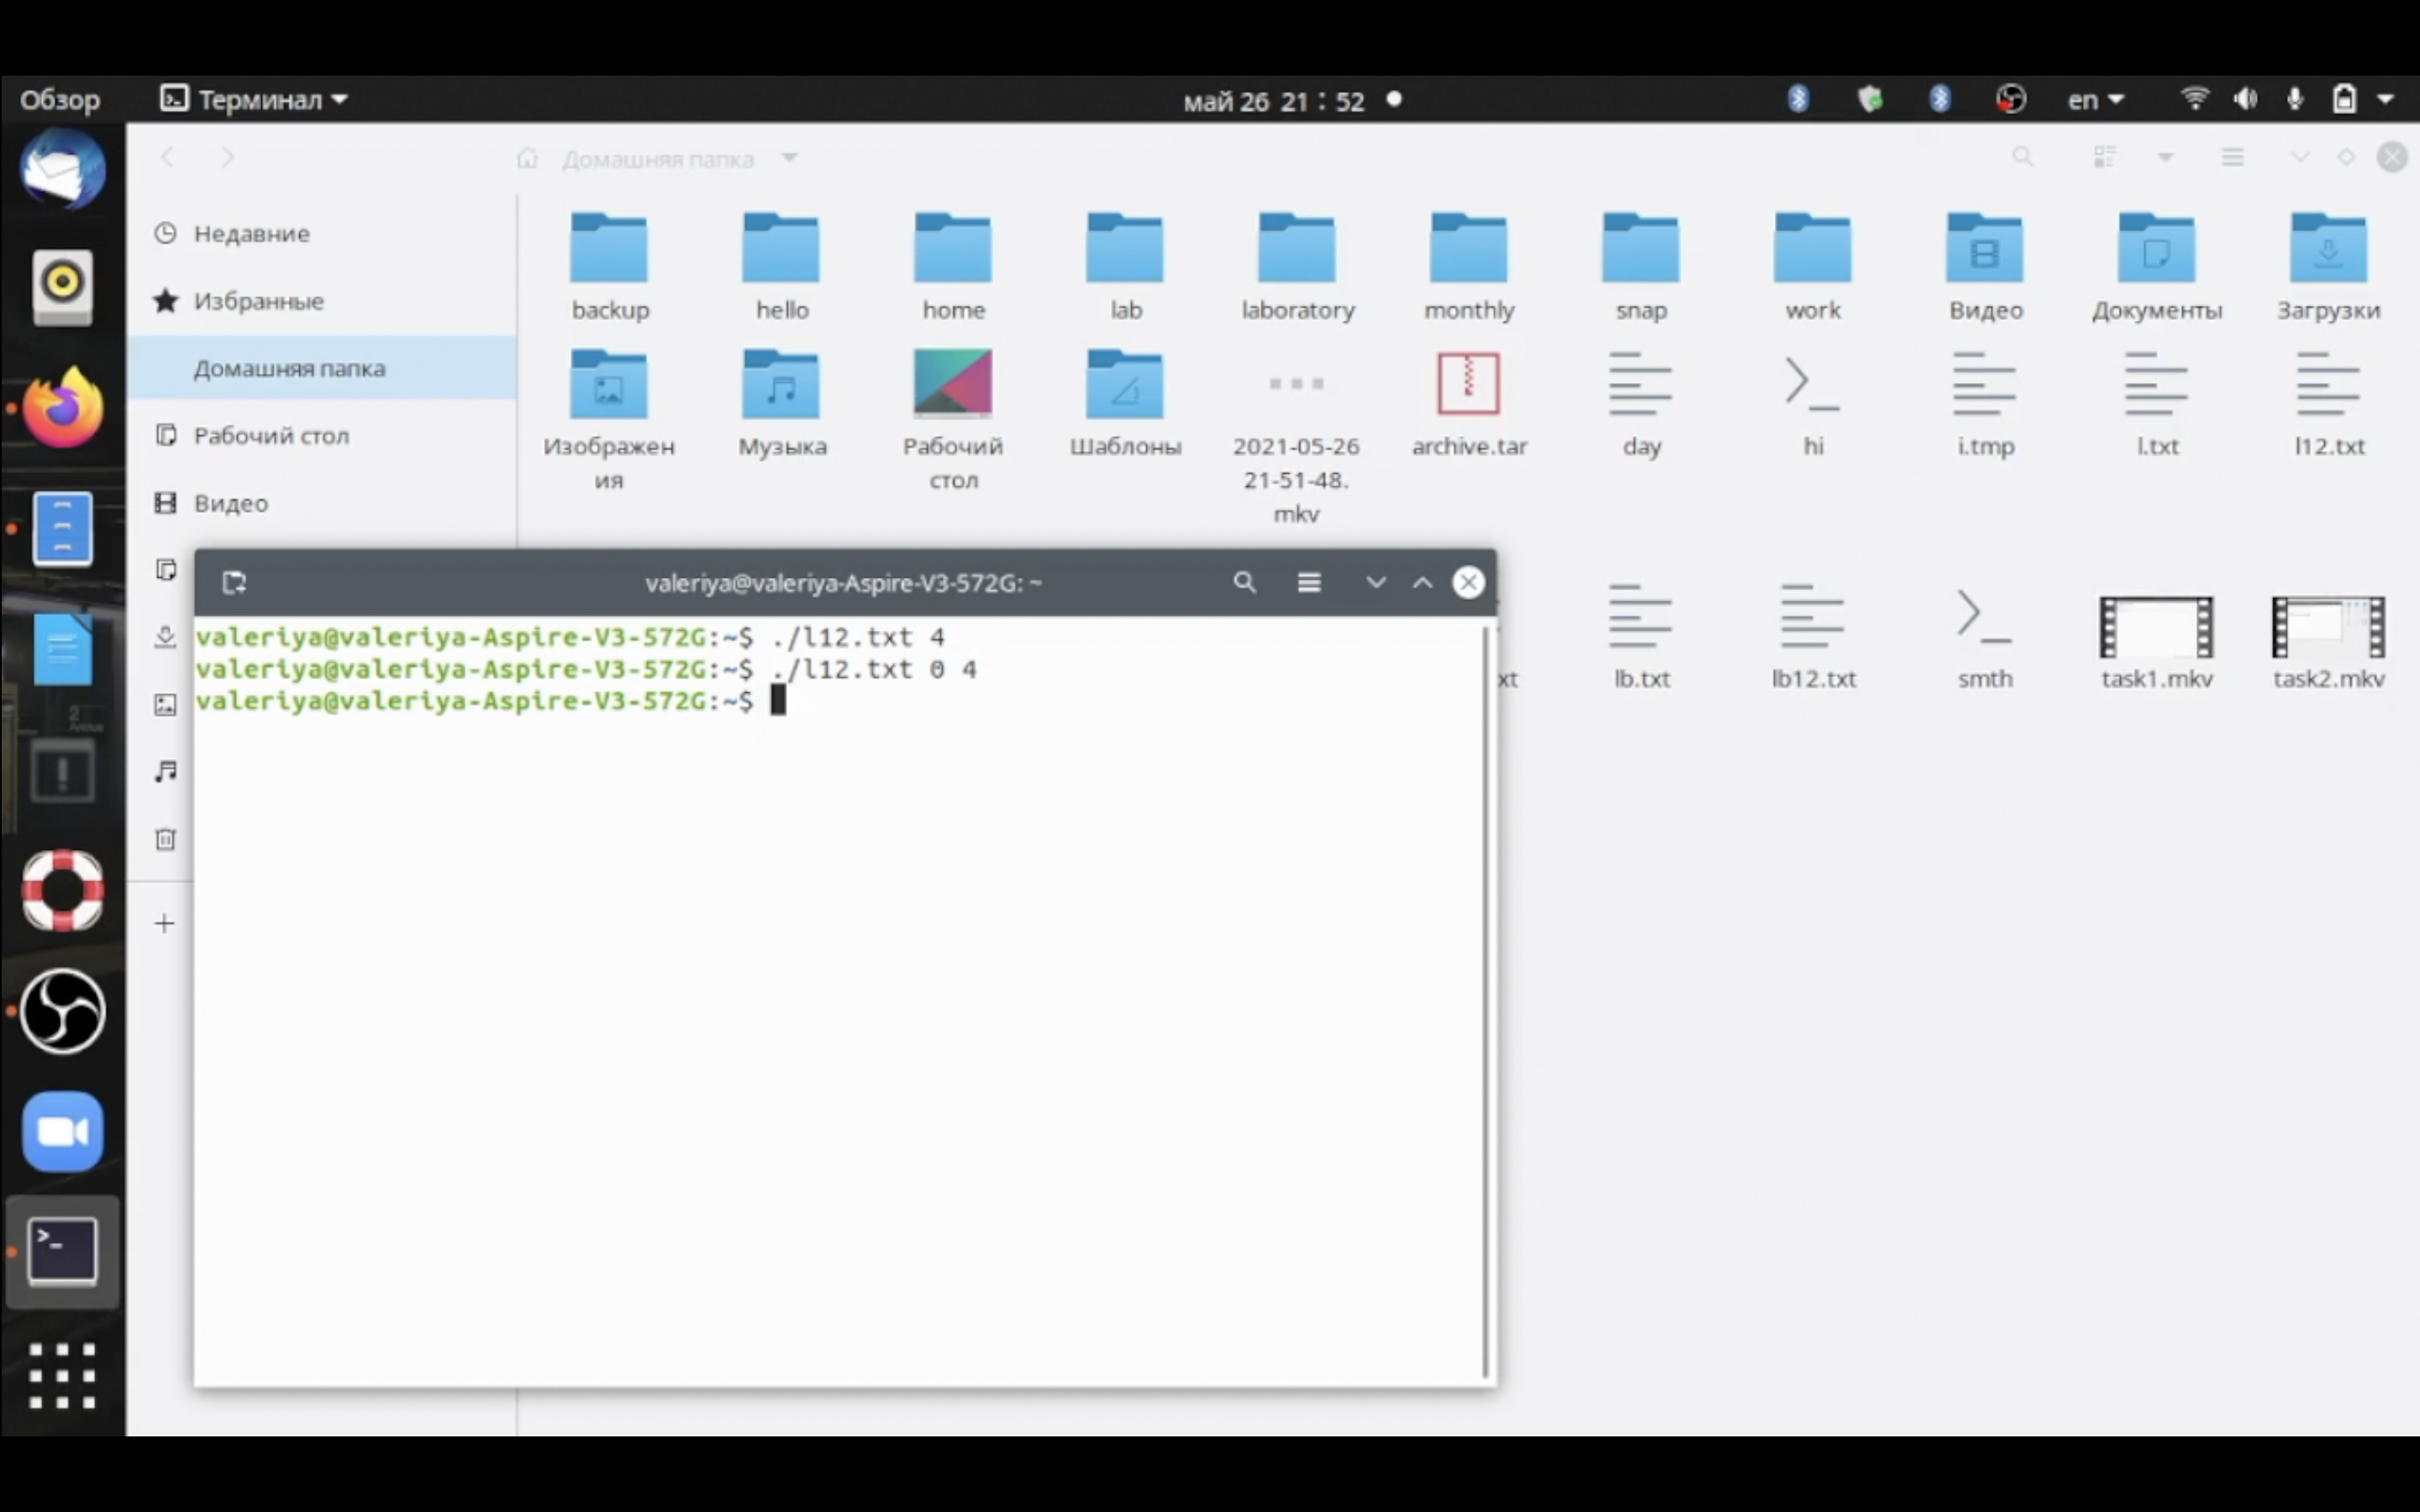 Обзор
Терминал
май 26 21 : 52
en
Домашняя папка
Недавние
Избранные
Домашняя папка
Рабочий стол
Видео
backup
hello
home
lab
laboratory
monthly
snap
work
Видео
Документы
Загрузки
Изображен
ия
Музыка
Рабочий
стол
Шаблоны
2021-05-26
21-51-48.
mkv
archive.tar
day
hi
i.tmp
l.txt
l12.txt
xt
lb.txt
lb12.txt
smth
task1.mkv
task2.mkv
valeriya@valeriya-Aspire-V3-572G: ~
valeriya@valeriya-Aspire-V3-572G:~$ ./l12.txt 4
valeriya@valeriya-Aspire-V3-572G:~$ ./l12.txt 0 4
valeriya@valeriya-Aspire-V3-572G:~$